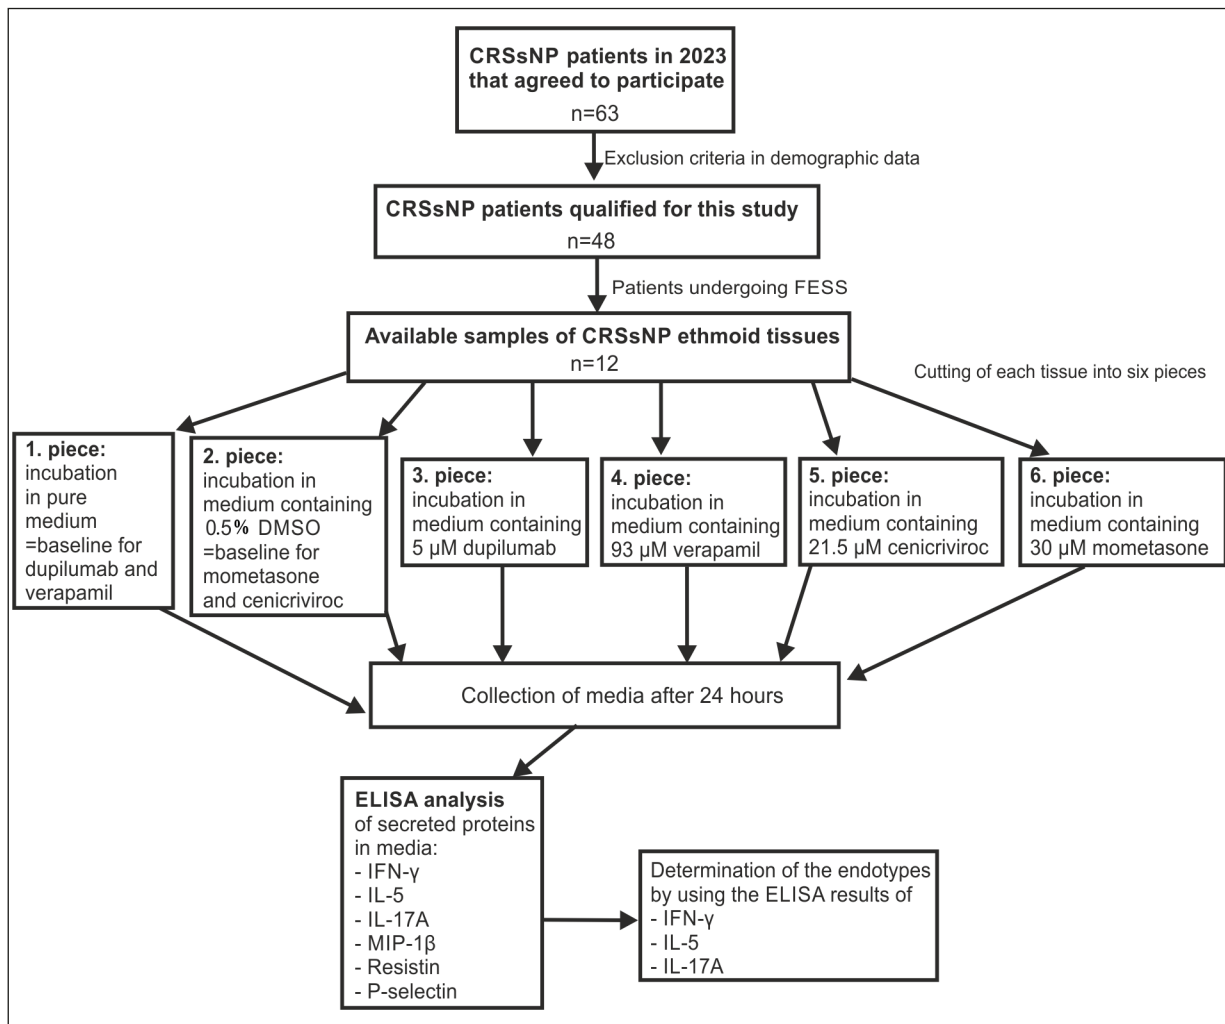 CRSsNP patients in 2023
that agreed to participate
n=63
Exclusion criteria in demographic data
CRSsNP patients qualified for this study
n=48
Patients undergoing FESS
Available samples of CRSsNP ethmoid tissues
n=12
Cutting of each tissue into six pieces
1. piece:
incubation
in pure
medium
=baseline for
dupilumab and
verapamil
2. piece:
incubation in
medium containing
0.5% DMSO
=baseline for
mometasone
and cenicriviroc
3. piece:
incubation in
medium containing
5 µM dupilumab
4. piece:
incubation in
medium containing
93 µM verapamil
5. piece:
incubation in
medium containing
21.5 µM cenicriviroc
6. piece:
incubation in
medium containing
30 µM mometasone
Collection of media after 24 hours
ELISA analysis
of secreted proteins
in media:
- IFN-γ
- IL-5
- IL-17A
- MIP-1β
- Resistin
- P-selectin
Determination of the endotypes
by using the ELISA results of
- IFN-γ
- IL-5
- IL-17A